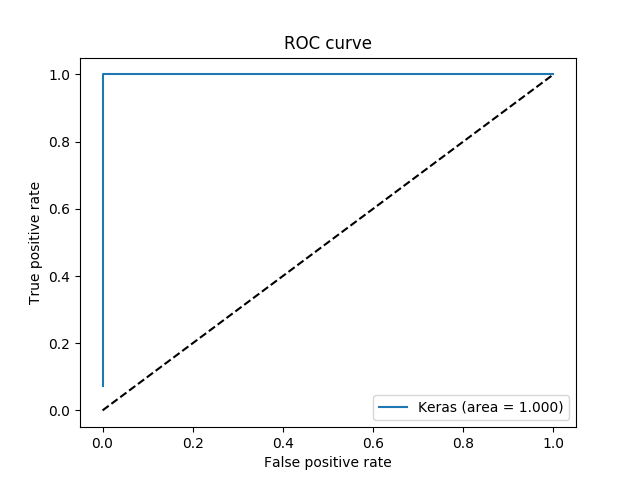 ROC curve
True positive rate
1.0
0.8
0.6
0.4
0.2
0.0
Keras (area = 1.000)
0.0 0.2 0.4 0.6 0.8 1.0
False positive rate